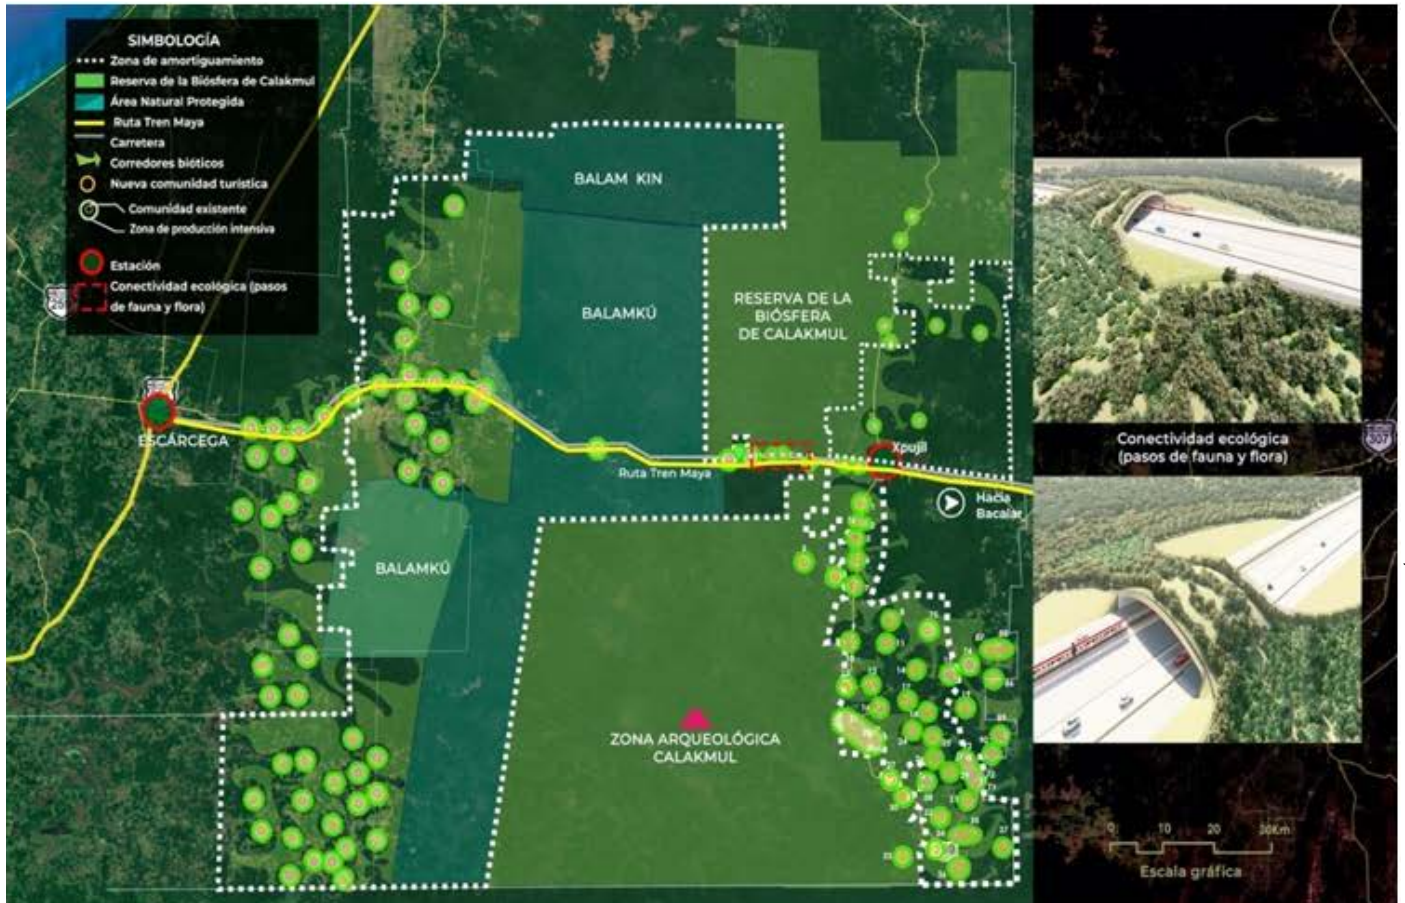 SIMBOLOGÍA
Zona de amortiguamiento
Reserva de la Biósfera de Calakmul
Área Natural Protegida
Ruta Tren Maya
Carretera
Corredores bióticos
Nueva comunidad turística
Comunidad existente
Zona de producción intensiva
Estación
Conectividad ecológica (pasos
de fauna y flora)
BALAM KIN
BALAMKÚ
RESERVA DE LA
BIÓSFERA
DE CALAKMUL
ESCÁRCEGA
Ruta Tren Maya
Xpujil
Hacia
Bacalar
BALAMKÚ
ZONA ARQUEOLÓGICA
CALAKMUL
Conectividad ecológica
(pasos de fauna y flora)
307
0 10 20 30Km
Escala gráfica